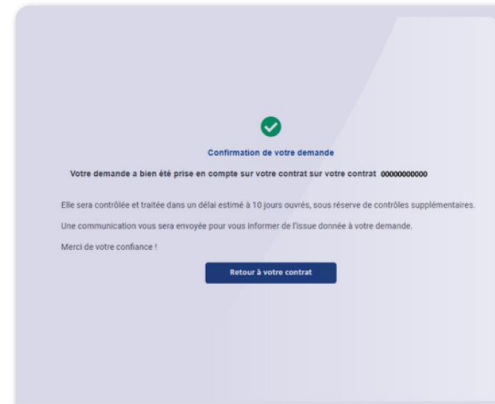 Confirmation de votre demande
Votre demande a bien été prise en compte sur votre contrat sur votre contrat 00000000000
Elle sera contrôlée et traitée dans un délai estimé à 10 jours ouvrés, sous réserve de contrôles supplémentaires.
Une communication vous sera envoyée pour vous informer de l'issue donnée à votre demande.
Merci de votre confiance !
Retour à votre contrat